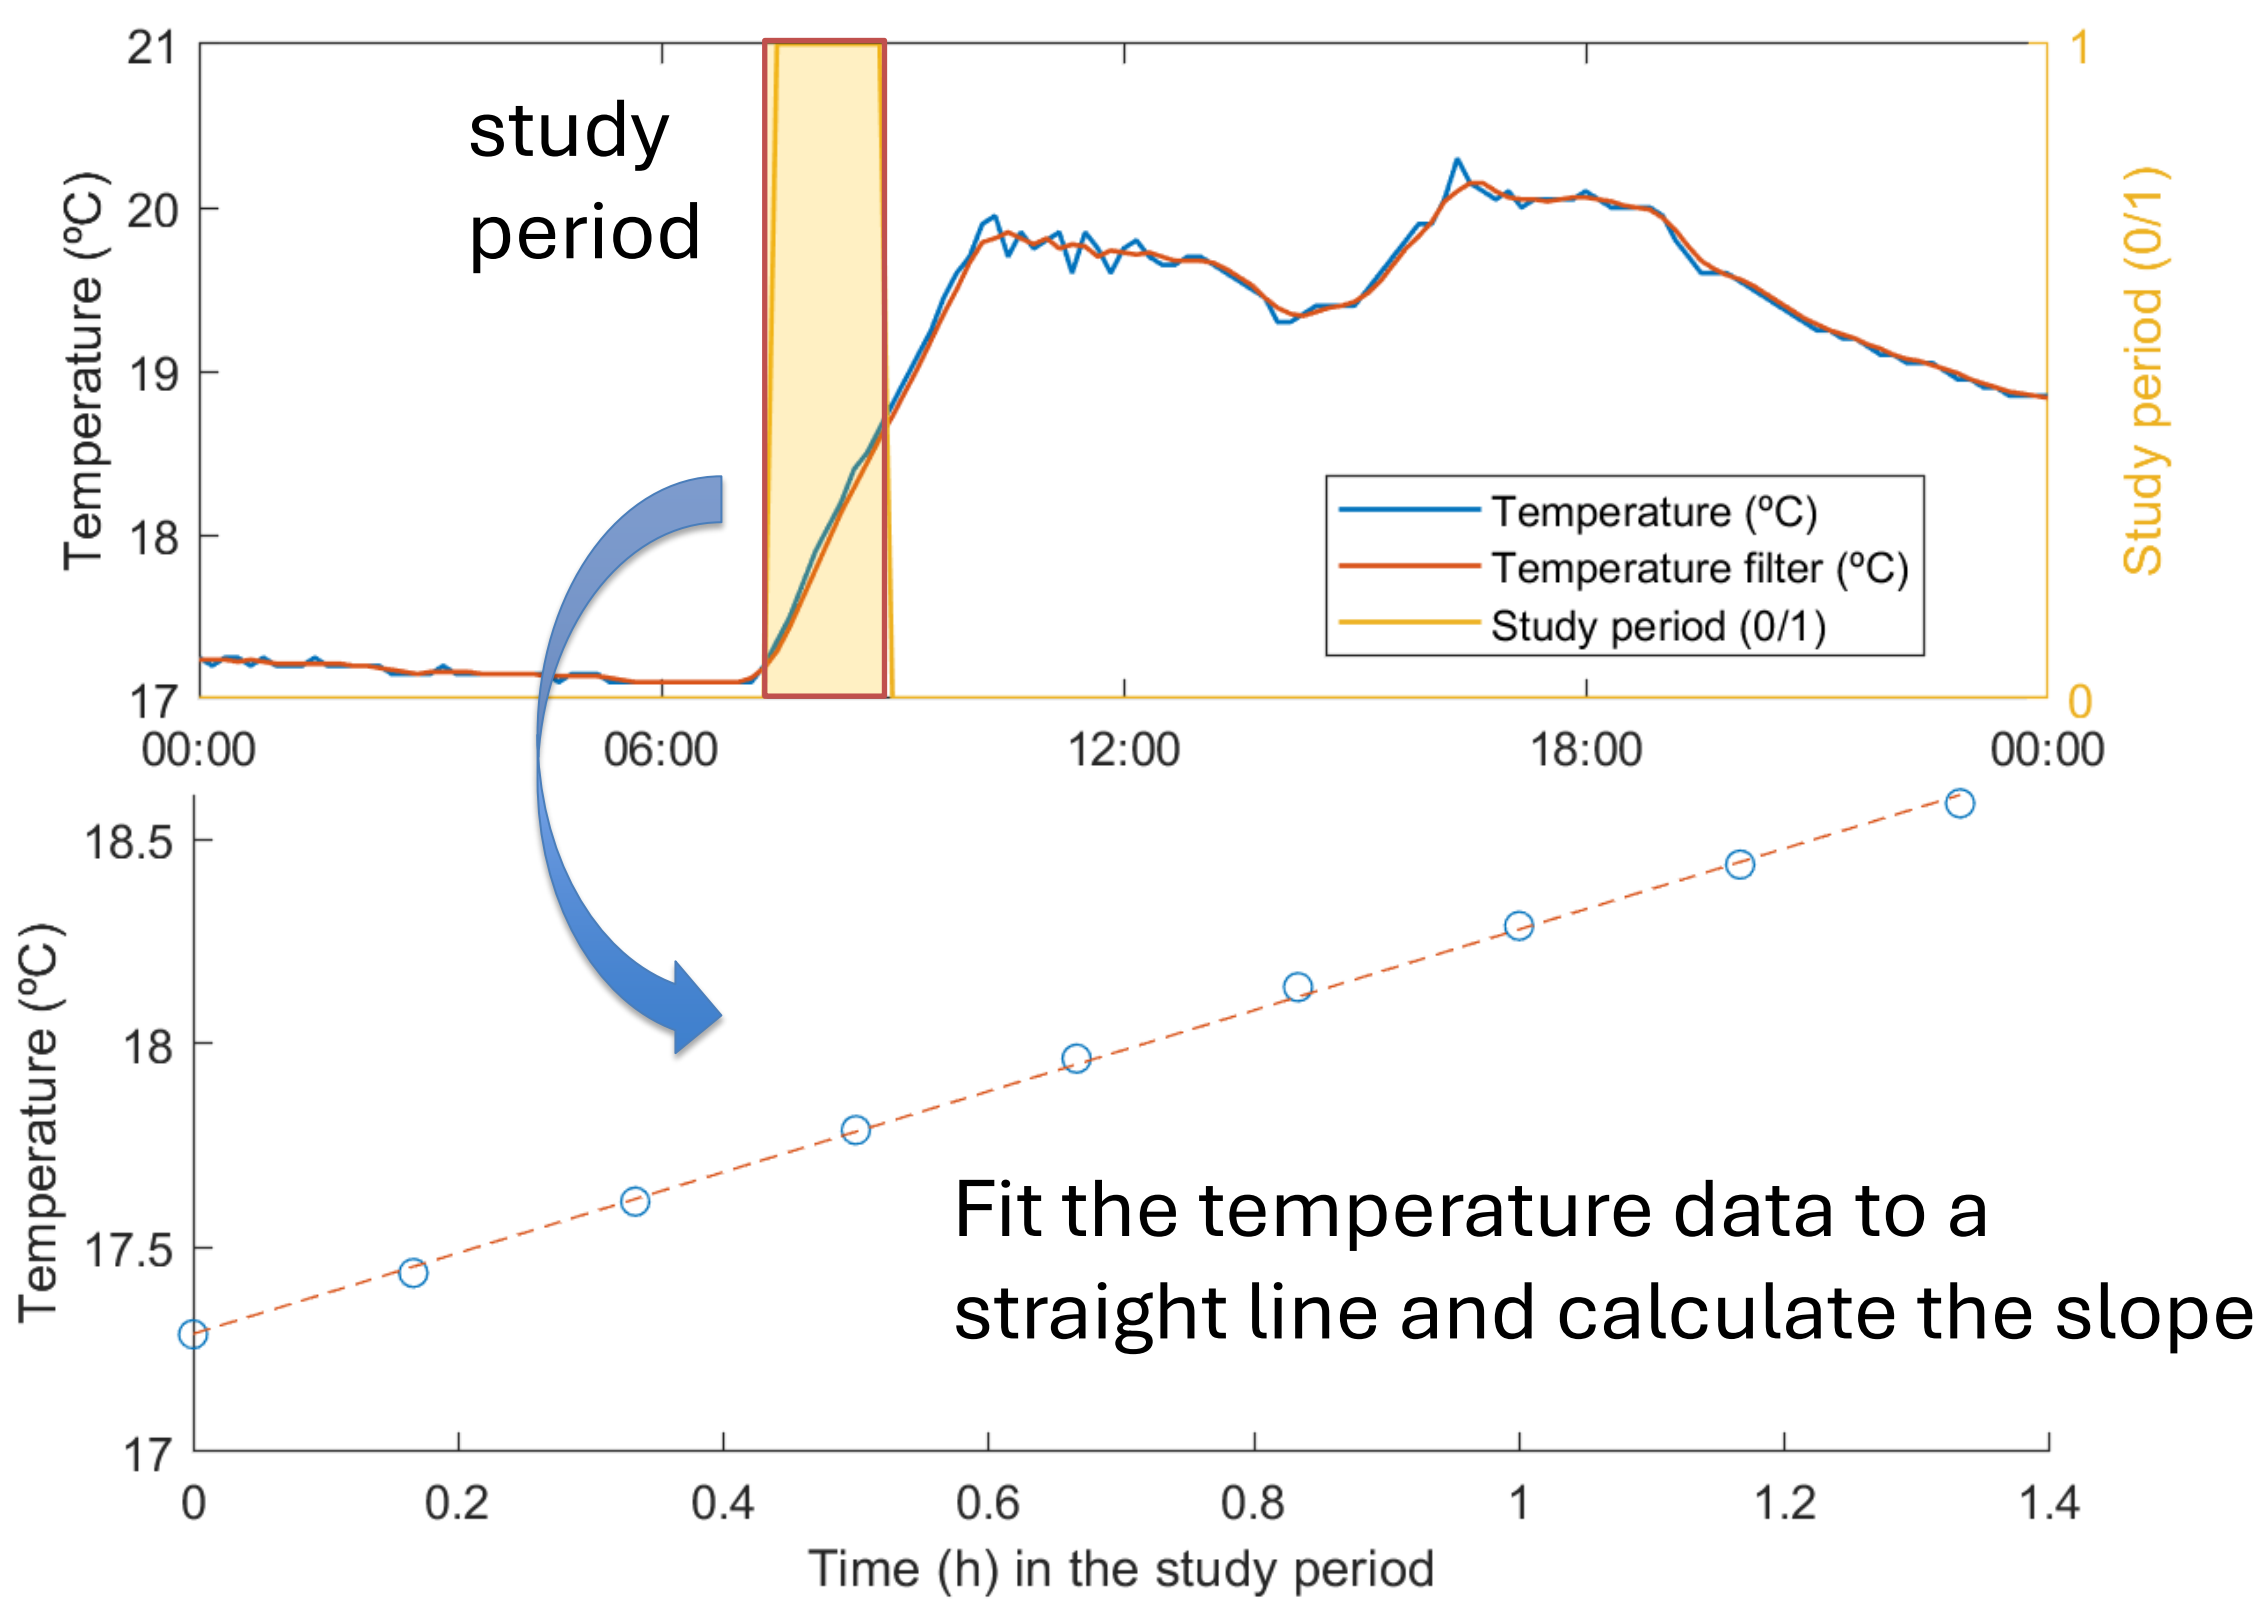 21
20
19
18
17
Temperature (ºC)
study
period
1
0
Study period (0/1)
Temperature (ºC)
Temperature filter (ºC)
Study period (0/1)
00:00
06:00
12:00
18:00
00:00
18.5
18
17.5
17
Temperature (ºC)
Fit the temperature data to a
straight line and calculate the slope
0
0.2
0.4
0.6
0.8
1
1.2
1.4
Time (h) in the study period